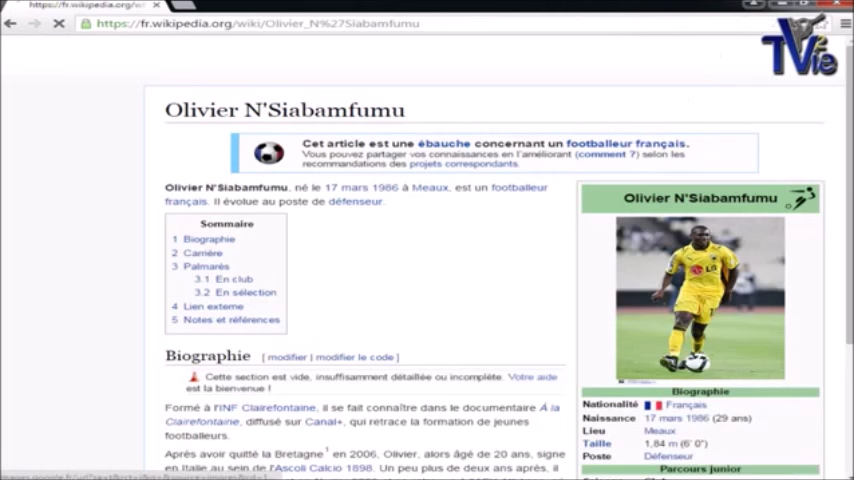 https://fr.wikipedia.org/w
https://fr.wikipedia.org/wiki/Olivier_N%27Siabamfumu
TV2Vie
Olivier N'Siabamfumu
Cet article est une ébauche concernant un footballeur français.
Vous pouvez partager vos connaissances en l'améliorant (comment ?) selon les
recommandations des projets correspondants.
Olivier N'Siabamfumu, né le 17 mars 1986 à Meaux, est un footballeur
français. Il évolue au poste de défenseur.
Sommaire
1 Biographie
2 Carrière
3 Palmarès
3.1 En club
3.2 En sélection
4 Lien externe
5 Notes et références
Biographie [ modifier | modifier le code ]
Cette section est vide, insuffisamment détaillée ou incomplète. Votre aide
est la bienvenue !
Formé à l'INF Clairefontaine, il se fait connaître dans le documentaire À la
Clairefontaine, diffusé sur Canal+, qui retrace la formation de jeunes
footballeurs.
Après avoir quitté la Bretagne1 en 2006, Olivier, alors âgé de 20 ans, signe
en Italie au sein de l'Ascoli Calcio 1898. Un peu plus de deux ans après, il
Olivier N'Siabamfumu
LG
Biographie
Nationalité Français
Naissance 17 mars 1986 (29 ans)
Lieu Meaux
Taille 1,84 m (6' 0")
Poste Défenseur
Parcours junior